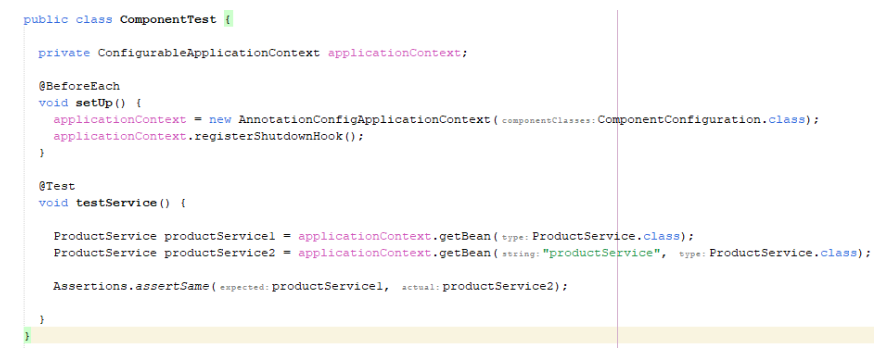 public class ComponentTest {
private ConfigurableApplicationContext applicationContext;
@BeforeEach
void setUp() {
applicationContext = new AnnotationConfigApplicationContext( componentClasses: ComponentConfiguration.class);
applicationContext.registerShutdownHook();
}
@Test
void testService() {
ProductService productService1 = applicationContext.getBean( type: ProductService.class);
ProductService productService2 = applicationContext.getBean( string: "productService", type: ProductService.class);
Assertions.assertSame( expected: productService1, actual: productService2);
}
}